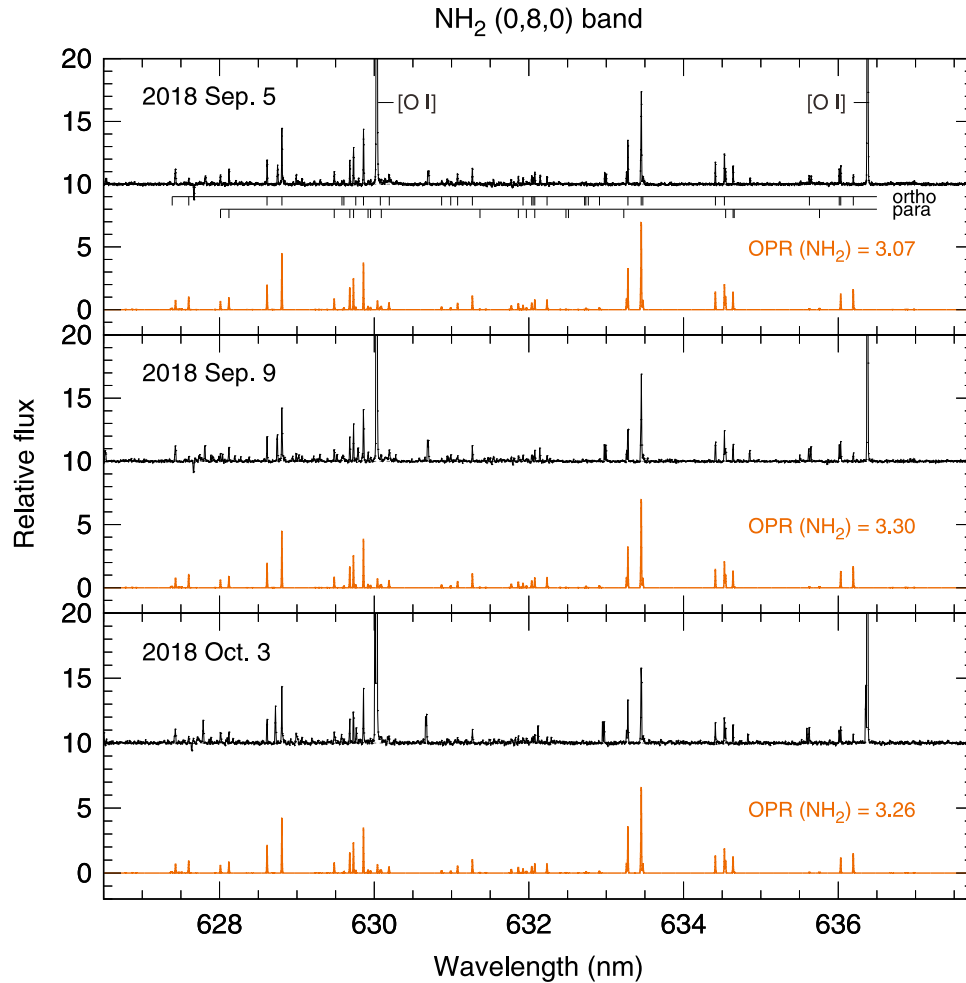 NH2 (0,8,0) band
20
2018 Sep. 5
[O I]
[O I]
15
10
ortho
para
5
OPR (NH2) = 3.07
0
20
2018 Sep. 9
15
10
5
OPR (NH2) = 3.30
0
20
2018 Oct. 3
15
10
5
OPR (NH2) = 3.26
0
Relative flux
628
630
632
634
636
Wavelength (nm)